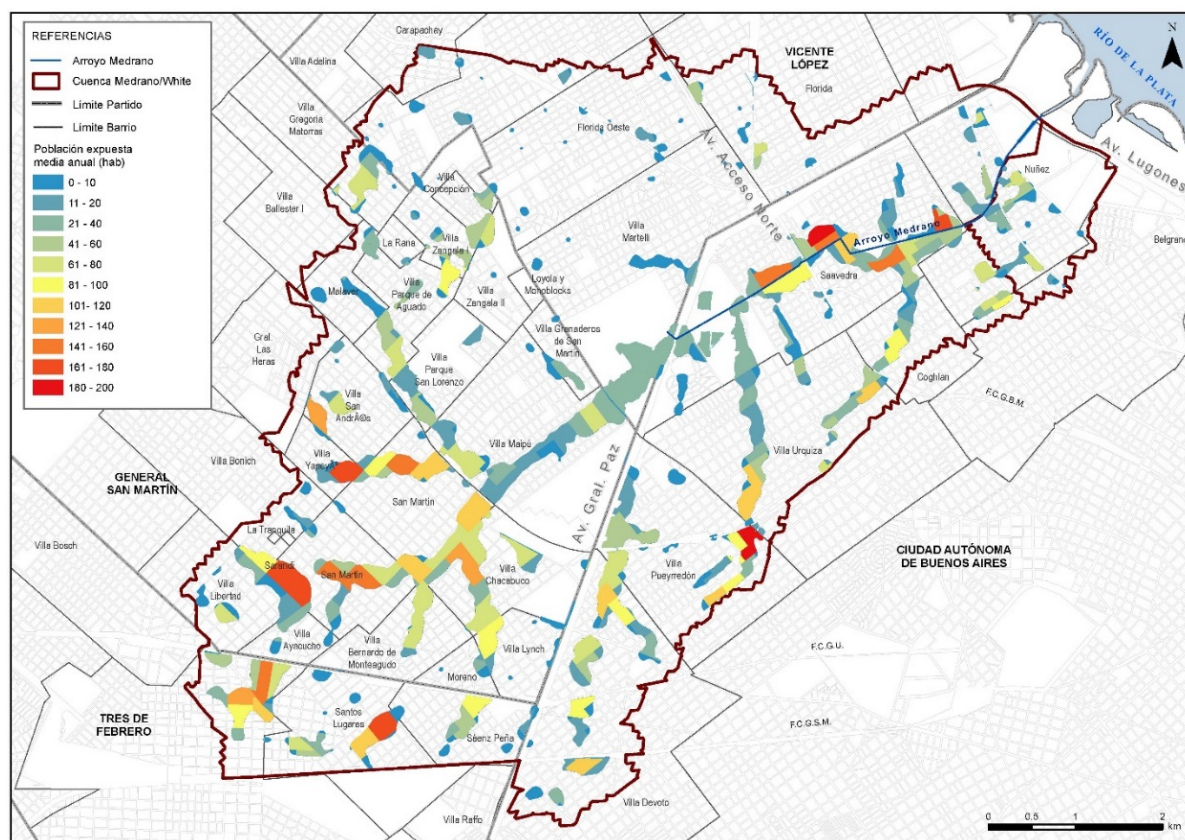 REFERENCIAS
Arroyo Medrano
Cuenca Medrano/White
Límite Partido
Límite Barrio
Población expuesta
media anual (hab)
0 - 10
11 - 20
21 - 40
41 - 60
61 - 80
81 - 100
101- 120
121 - 140
141 - 160
161 - 180
180 - 200
Carapachay
Villa Adelina
Villa
Gregoria
Matorras
Villa
Ballester I
VICENTE
LÓPEZ
Florida
RÍO DE LA PLATA
N
Florida Oeste
Av. Acceso Norte
Av. Lugones
Nuñez
Belgrano
Villa
Concepción
La Rana
Villa
Zangala I
Villa
Martelli
Arroyo Medrano
Saavedra
Malaver
Villa
Parque de
Aguado
Villa
Zangala II
Loyola y
Monoblocks
Gral.
Las
Heras
Villa
Parque
San Lorenzo
Villa Granaderos
de San
Martín
Coghlan
F.C.G.B.M.
Villa
San
AndrÃ©s
Villa Maipú
Villa Urquiza
Villa Bonich
Villa
GENERAL
SAN MARTÍN
San Martín
Av. Gral. Paz
La Tranquila
Villa Bosch
Sarandí
San Martín
Villa
Libertad
Villa
Chacabuco
Villa
Pueyrredón
CIUDAD AUTÓNOMA
DE BUENOS AIRES
Villa
Ayacucho
Villa
Bernardo de
Monteagudo
Villa Lynch
Moreno
F.C.G.U.
TRES DE
FEBRERO
Santos
Lugares
Sáenz Peña
F.C.G.S.M.
Villa Devoto
Villa Raffo
0 0.5 1 2
km